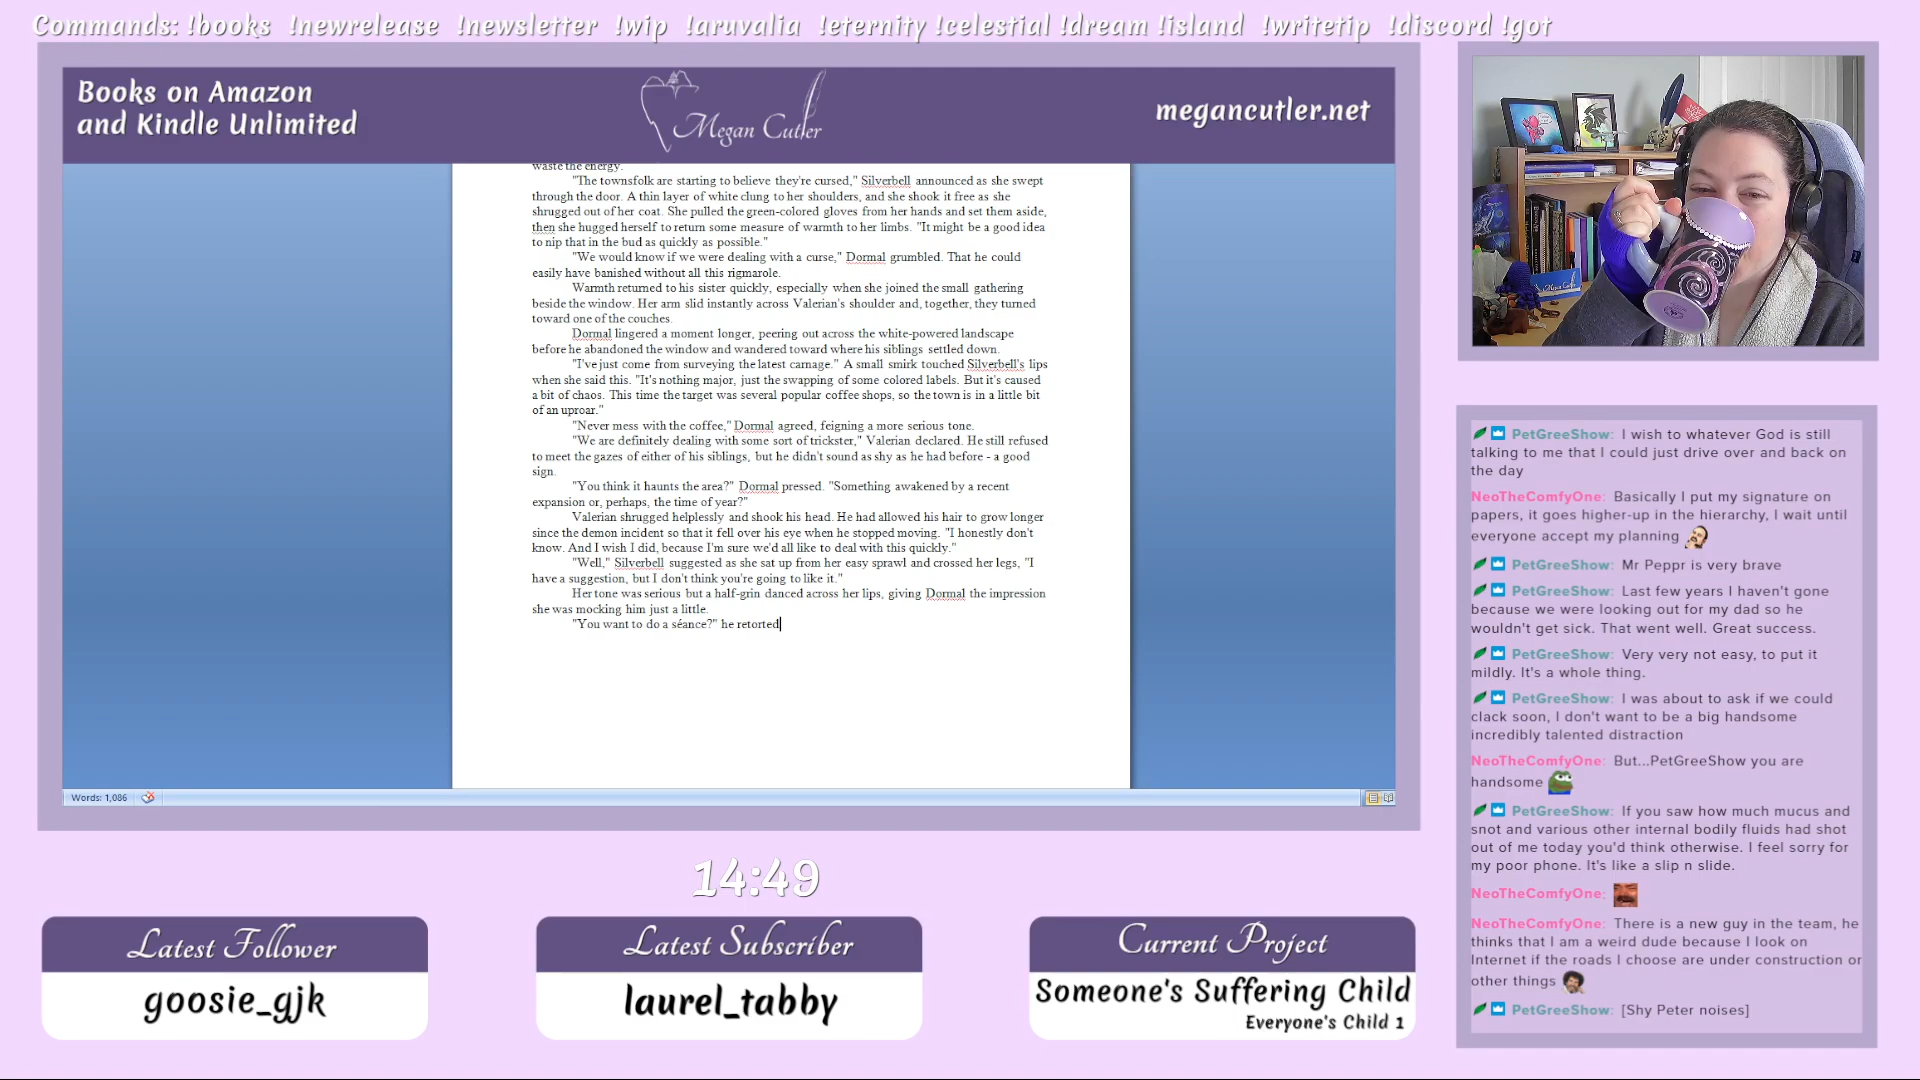 Commands: !books !newrelease !newsletter !wip !aruvalia !eternity !celestial !dream !island !writetip !discord !got
Books on Amazon
and Kindle Unlimited
Megan Cutler
megancutler.net
waste the energy.
"The townsfolk are starting to believe they're cursed," Silverbell announced as she swept
through the door. A thin layer of white clung to her shoulders, and she shook it free as she
shrugged out of her coat. She pulled the green-colored gloves from her hands and set them aside,
then she hugged herself to return some measure of warmth to her limbs. "It might be a good idea
to nip that in the bud as quickly as possible."
"We would know if we were dealing with a curse," Dormal grumbled. That he could
easily have banished without all this rigmarole.
Warmth returned to his sister quickly, especially when she joined the small gathering
beside the window. Her arm slid instantly across Valerian's shoulder and, together, they turned
toward one of the couches.
Dormal lingered a moment longer, peering out across the white-powered landscape
before he abandoned the window and wandered toward where his siblings settled down.
"I've just come from surveying the latest carnage." A small smirk touched Silverbell's lips
when she said this. "It's nothing major, just the swapping of some colored labels. But it's caused
a bit of chaos. This time the target was several popular coffee shops, so the town is in a little bit
of an uproar."
"Never mess with the coffee," Dormal agreed, feigning a more serious tone.
"We are definitely dealing with some sort of trickster," Valerian declared. He still refused
to meet the gazes of either of his siblings, but he didn't sound as shy as he had before - a good
sign.
"You think it haunts the area?" Dormal pressed. "Something awakened by a recent
expansion or, perhaps, the time of year?"
Valerian shrugged helplessly and shook his head. He had allowed his hair to grow longer
since the demon incident so that it fell over his eye when he stopped moving. "I honestly don't
know. And I wish I did, because I'm sure we'd all like to deal with this quickly."
"Well," Silverbell suggested as she sat up from her easy sprawl and crossed her legs, "I
have a suggestion, but I don't think you're going to like it."
Her tone was serious but a half-grin danced across her lips, giving Dormal the impression
she was mocking him just a little.
"You want to do a séance?" he retorted
Words: 1,086
Megan Cutler
PetGreeShow: I wish to whatever God is still
talking to me that I could just drive over and back on
the day
NeoTheComfyOne: Basically I put my signature on
papers, it goes higher-up in the hierarchy, I wait until
everyone accept my planning
PetGreeShow: Mr Peppr is very brave
PetGreeShow: Last few years I haven't gone
because we were looking out for my dad so he
wouldn't get sick. That went well. Great success.
PetGreeShow: Very very not easy, to put it
mildly. It's a whole thing.
PetGreeShow: I was about to ask if we could
clack soon, I don't want to be a big handsome
incredibly talented distraction
NeoTheComfyOne: But...PetGreeShow you are
handsome
PetGreeShow: If you saw how much mucus and
snot and various other internal bodily fluids had shot
out of me today you'd think otherwise. I feel sorry for
my poor phone. It's like a slip n slide.
NeoTheComfyOne:
NeoTheComfyOne: There is a new guy in the team, he
thinks that I am a weird dude because I look on
Internet if the roads I choose are under construction or
other things
PetGreeShow: [Shy Peter noises]
14:49
Latest Follower
goosie_gjk
Latest Subscriber
laurel_tabby
Current Project
Someone's Suffering Child
Everyone's Child 1